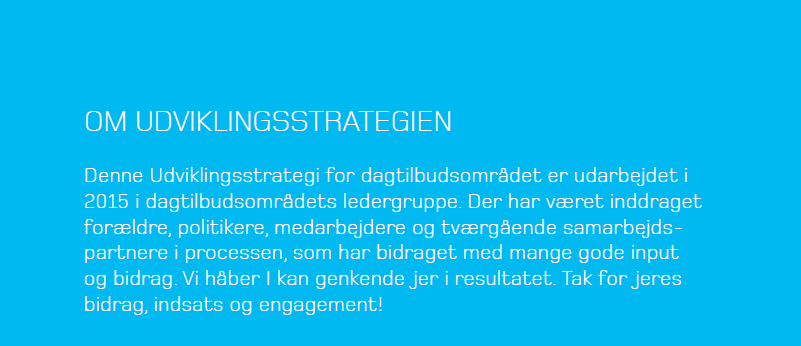 OM UDVIKLINGSSTRATEGIEN
Denne Udviklingsstrategi for dagtilbudsområdet er udarbejdet i
2015 i dagtilbudsområdets ledergruppe. Der har været inddraget
forældre, politikere, medarbejdere og tværgående samarbejds-
partnere i processen, som har bidraget med mange gode input
og bidrag. Vi håber I kan genkende jer i resultatet. Tak for jeres
bidrag, indsats og engagement!